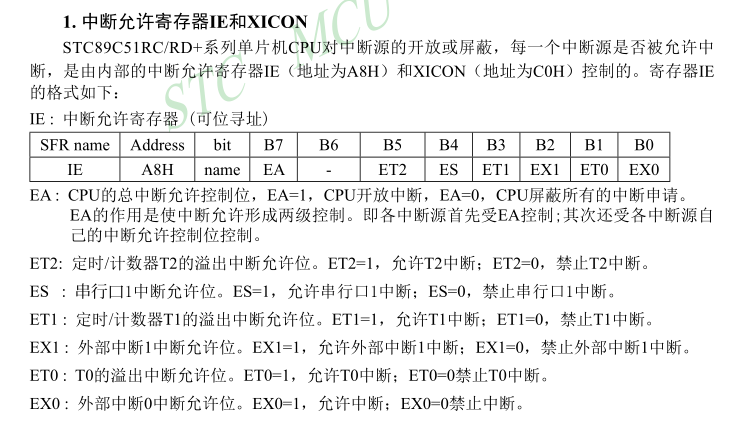 1. 中断允许寄存器IE和XICON
STC89C51RC/RD+系列单片机CPU对中断源的开放或屏蔽，每一个中断源是否被允许中
断，是由内部的中断允许寄存器IE（地址为A8H）和XICON（地址为C0H）控制的。寄存器IE
的格式如下：
IE : 中断允许寄存器 (可位寻址)
SFR name Address bit B7 B6 B5 B4 B3 B2 B1 B0
IE A8H name EA - ET2 ES ET1 EX1 ET0 EX0
EA : CPU的总中断允许控制位，EA=1，CPU开放中断，EA=0，CPU屏蔽所有的中断申请。
EA的作用是使中断允许形成两级控制。即各中断源首先受EA控制;其次还受各中断源自
己的中断允许控制位控制。
ET2: 定时/计数器T2的溢出中断允许位。ET2=1，允许T2中断；ET2=0，禁止T2中断。
ES : 串行口1中断允许位。ES=1，允许串行口1中断；ES=0，禁止串行口1中断。
ET1 : 定时/计数器T1的溢出中断允许位。ET1=1，允许T1中断；ET1=0，禁止T1中断。
EX1 : 外部中断1中断允许位。EX1=1，允许外部中断1中断；EX1=0，禁止外部中断1中断。
ET0 : T0的溢出中断允许位。ET0=1，允许T0中断；ET0=0禁止T0中断。
EX0 : 外部中断0中断允许位。EX0=1，允许中断；EX0=0禁止中断。
STC MCU